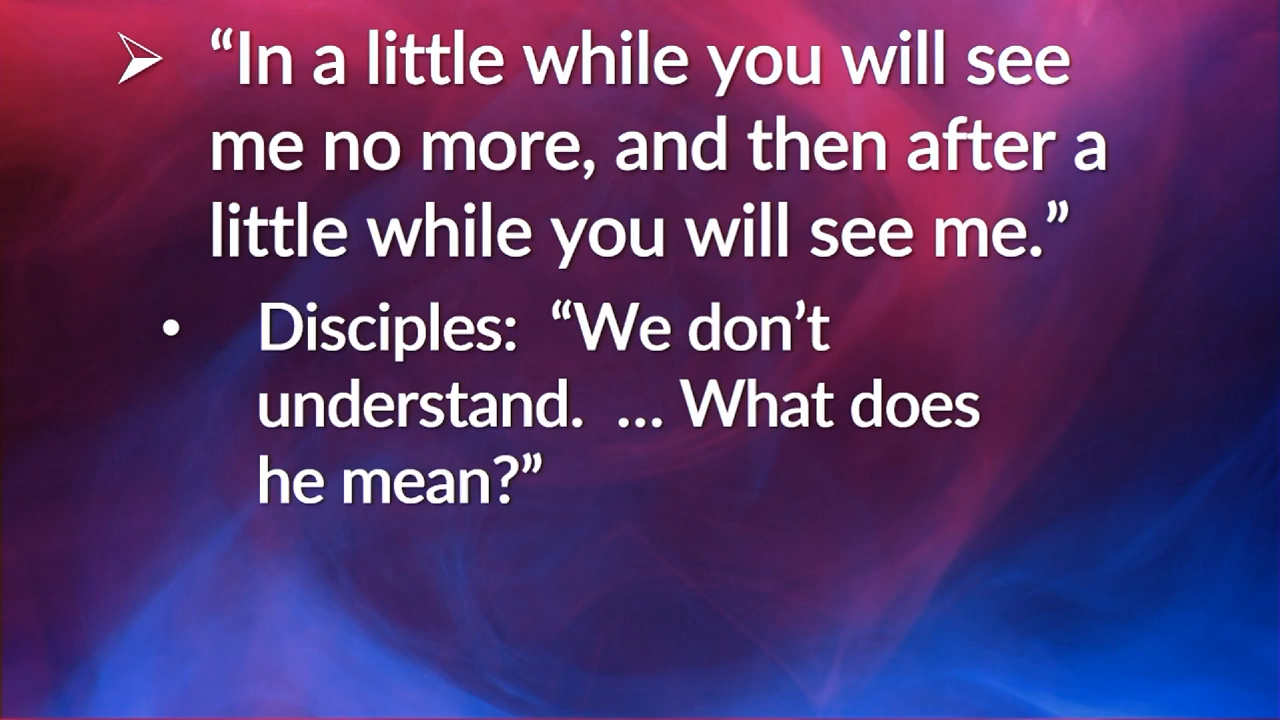 ➢ “In a little while you will see
me no more, and then after a
little while you will see me.”
• Disciples:  “We don’t
understand.  ... What does
he mean?”